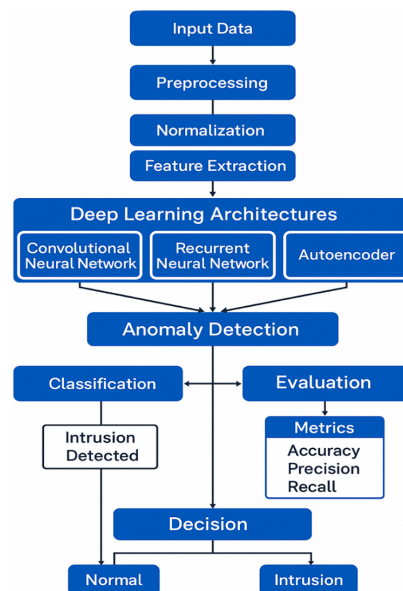 Input Data
Preprocessing
Normalization
Feature Extraction
Deep Learning Architectures
Convolutional
Neural Network
Recurrent
Neural Network
Autoencoder
Anomaly Detection
Classification
Evaluation
Intrusion
Detected
Metrics
Accuracy
Precision
Recall
Decision
Normal
Intrusion